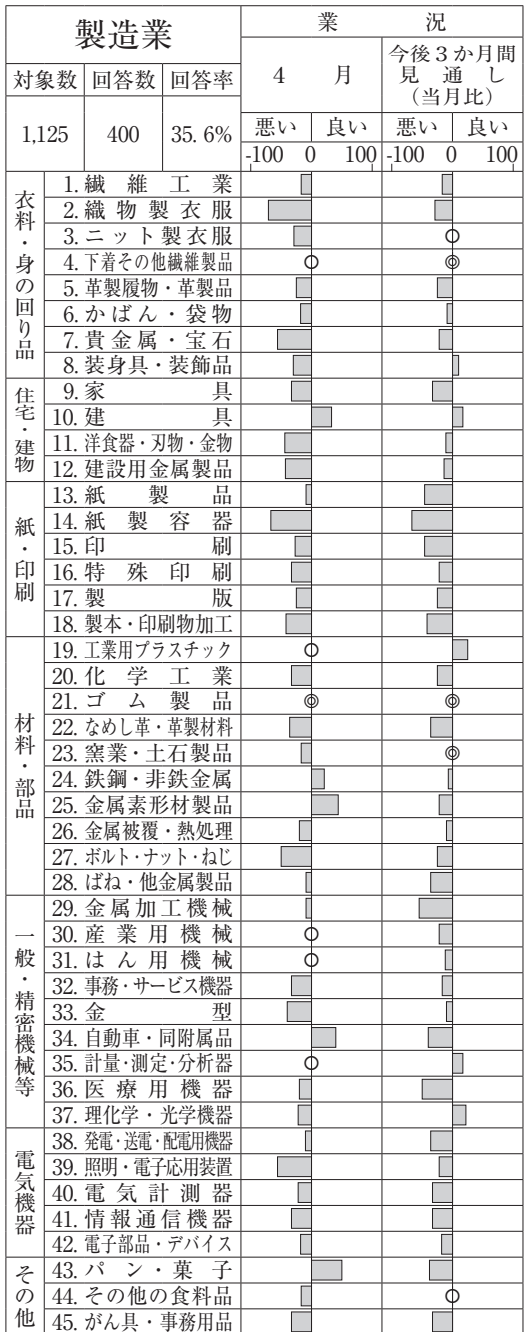 製造業
業況
対象数 回答数 回答率
4月
今後3か月間
見通し
(当月比)
1,125 400 35.6%
悪い 良い 悪い 良い
-100 0 100 -100 0 100
衣料・身の回り品
1. 繊維工業
2. 織物製衣服
3. ニット製衣服
4. 下着その他繊維製品
5. 革製履物・革製品
6. かばん・袋物
7. 貴金属・宝石
8. 装身具・装飾品
住宅・建物
9. 家具
10. 建具
11. 洋食器・刃物・金物
12. 建設用金属製品
紙・印刷
13. 紙製品
14. 紙製容器
15. 印刷
16. 特殊印刷
17. 製版
18. 製本・印刷物加工
材料・部品
19. 工業用プラスチック
20. 化学工業
21. ゴム製品
22. なめし革・革製材料
23. 窯業・土石製品
24. 鉄鋼・非鉄金属
25. 金属素形材製品
26. 金属被覆・熱処理
27. ボルト・ナット・ねじ
28. ばね・他金属製品
一般・精密機械等
29. 金属加工機械
30. 産業用機械
31. はん用機械
32. 事務・サービス機器
33. 金型
34. 自動車・同附属品
35. 計量・測定・分析器
36. 医療用機器
37. 理化学・光学機器
電気機器
38. 発電・送電・配電用機器
39. 照明・電子応用装置
40. 電気計測器
41. 情報通信機器
42. 電子部品・デバイス
その他
43. パン・菓子
44. その他の食料品
45. がん具・事務用品